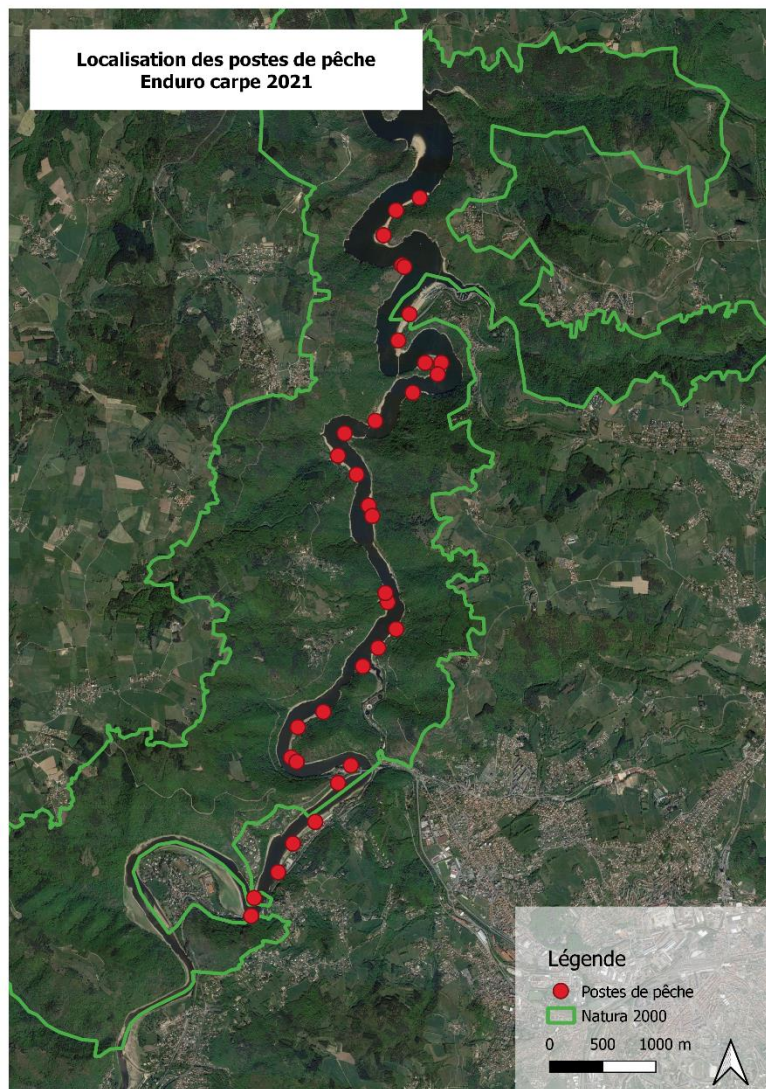 Localisation des postes de pêche
Enduro carpe 2021
Légende
Postes de pêche
Natura 2000
0 500 1000 m